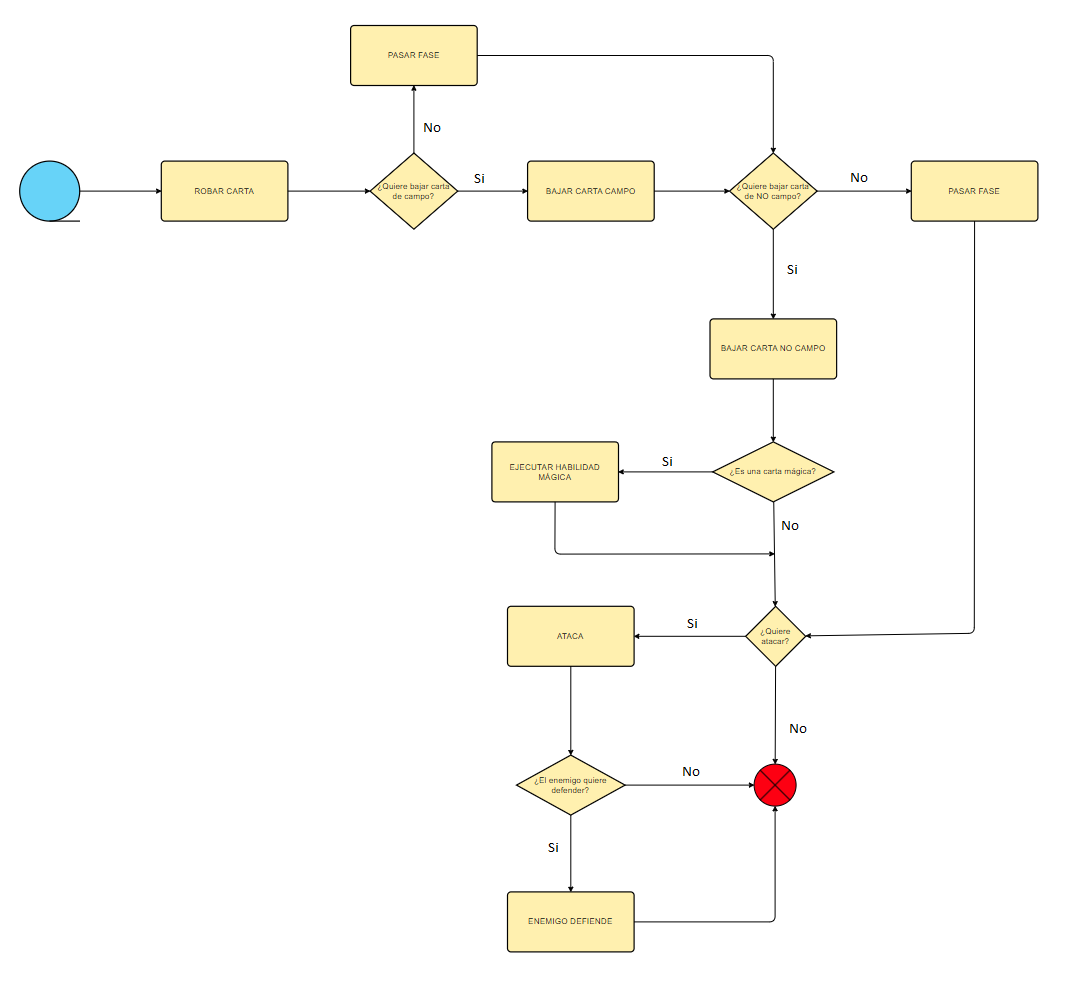 PASAR FASE
No
ROBAR CARTA
¿Quiere bajar carta
de campo?
Si
BAJAR CARTA CAMPO
¿Quiere bajar carta
de NO campo?
No
PASAR FASE
Si
BAJAR CARTA NO CAMPO
EJECUTAR HABILIDAD
MÁGICA
Si
¿Es una carta mágica?
No
ATACA
Si
¿Quiere
atacar?
No
¿El enemigo quiere
defender?
No
Si
ENEMIGO DEFIENDE